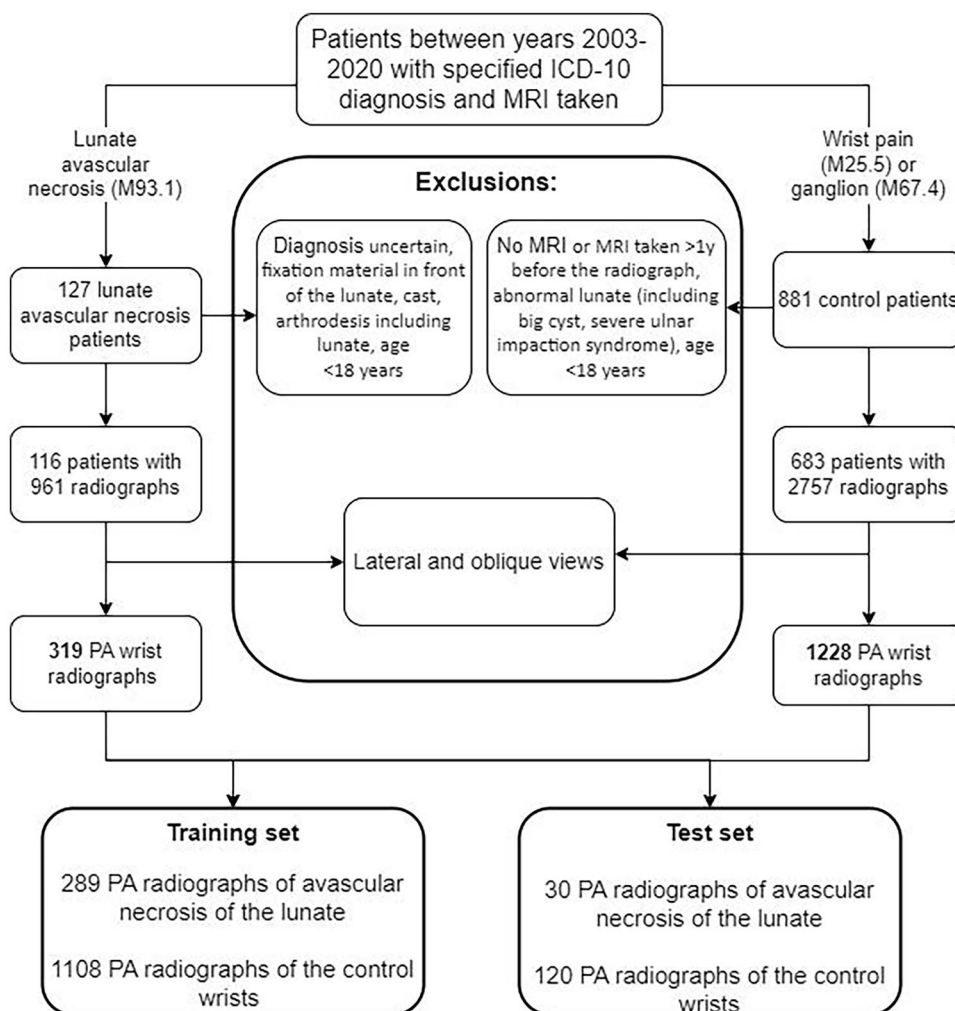 Patients between years 2003-
2020 with specified ICD-10
diagnosis and MRI taken
Lunate
avascular
necrosis (M93.1)
Wrist pain
(M25.5) or
ganglion (M67.4)
Exclusions:
Diagnosis uncertain,
fixation material in front
of the lunate, cast,
arthrodesis including
lunate, age
<18 years
No MRI or MRI taken >1y
before the radiograph,
abnormal lunate (including
big cyst, severe ulnar
impaction syndrome), age
<18 years
127 lunate
avascular necrosis
patients
881 control patients
116 patients with
961 radiographs
683 patients with
2757 radiographs
Lateral and oblique views
319 PA wrist
radiographs
1228 PA wrist
radiographs
Training set
289 PA radiographs of avascular
necrosis of the lunate
1108 PA radiographs of the control
wrists
Test set
30 PA radiographs of avascular
necrosis of the lunate
120 PA radiographs of the control
wrists